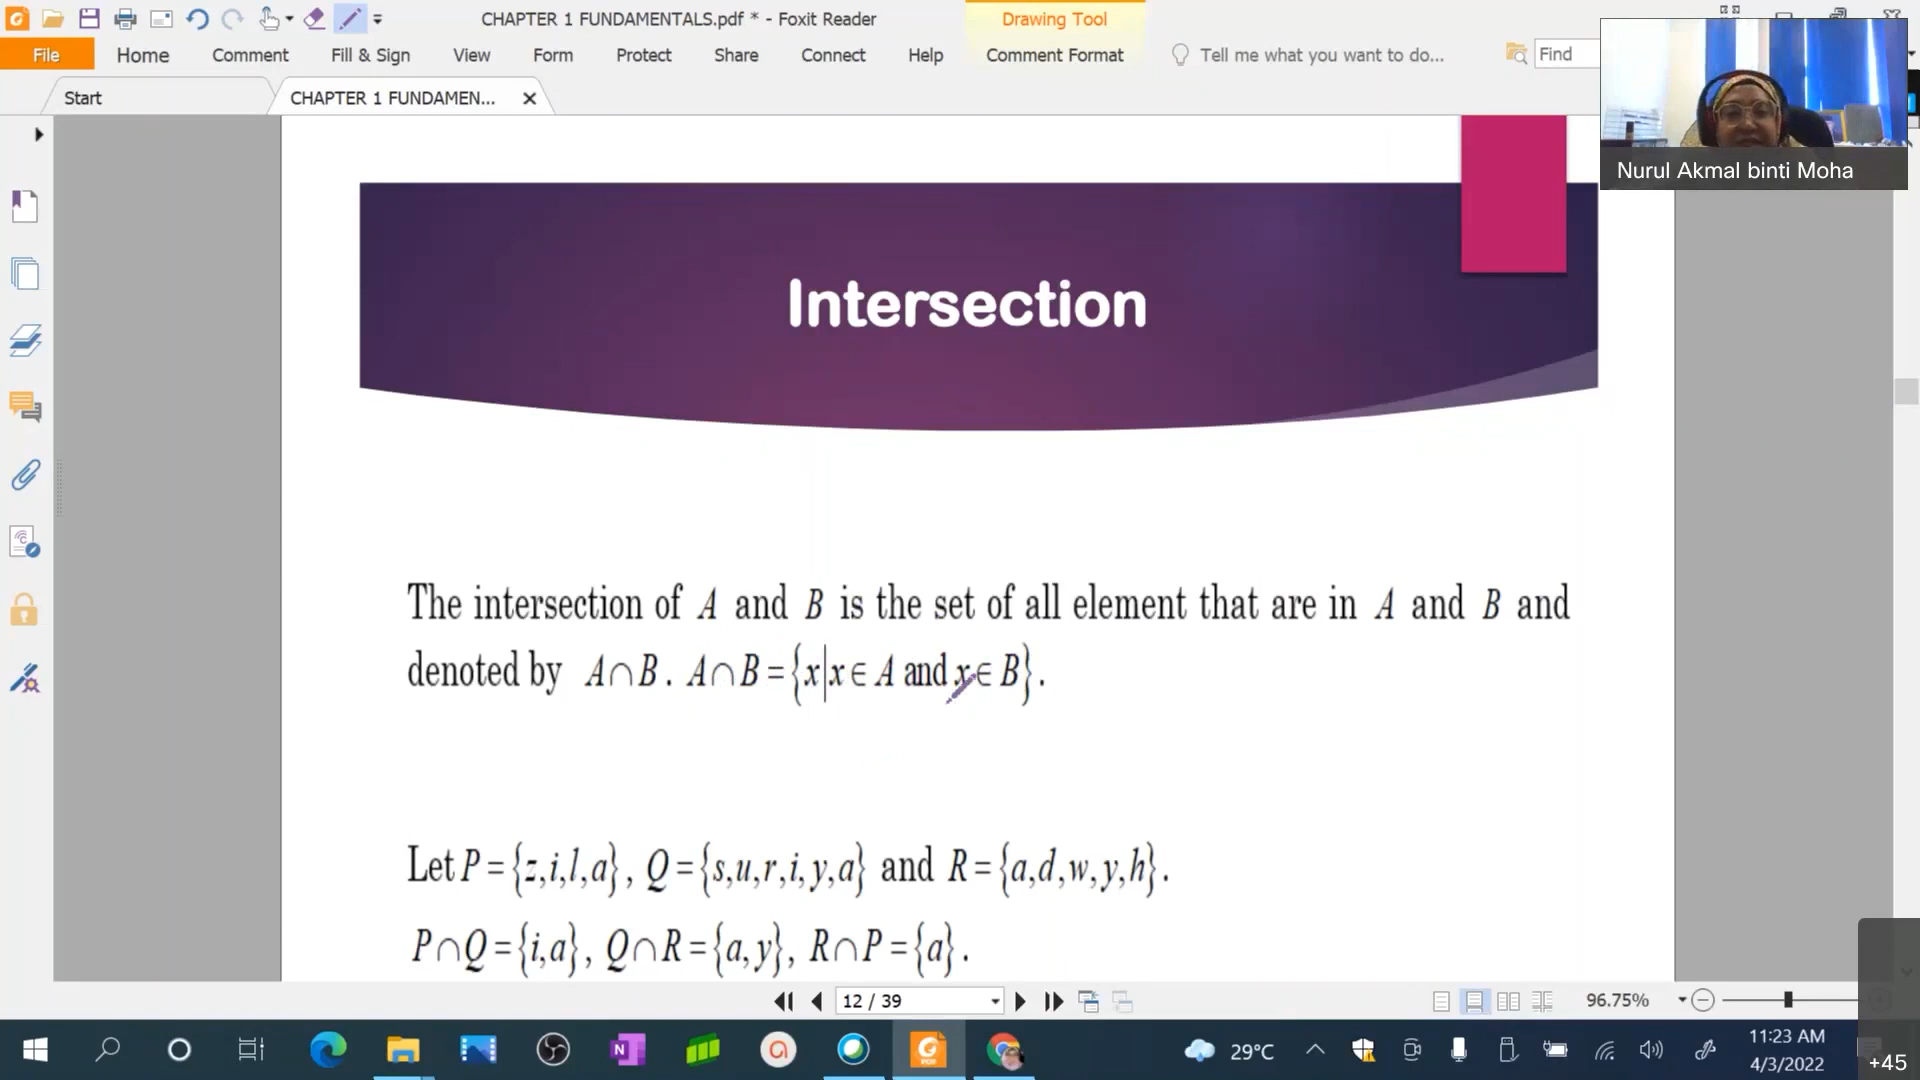 CHAPTER 1 FUNDAMENTALS.pdf * - Foxit Reader
Drawing Tool
File Home Comment Fill & Sign View Form Protect Share Connect Help Comment Format Tell me what you want to do... Find
Start CHAPTER 1 FUNDAMEN...
Nurul Akmal binti Moha
Intersection
The intersection of A and B is the set of all element that are in A and B and
denoted by A∩B. A∩B={x|x∈A and x∈B}.
Let P={z,i,l,a}, Q={s,u,r,i,y,a} and R={a,d,w,y,h}.
P∩Q={i,a}, Q∩R={a,y}, R∩P={a}.
12 / 39
96.75%
29°C
11:23 AM
4/3/2022
+45